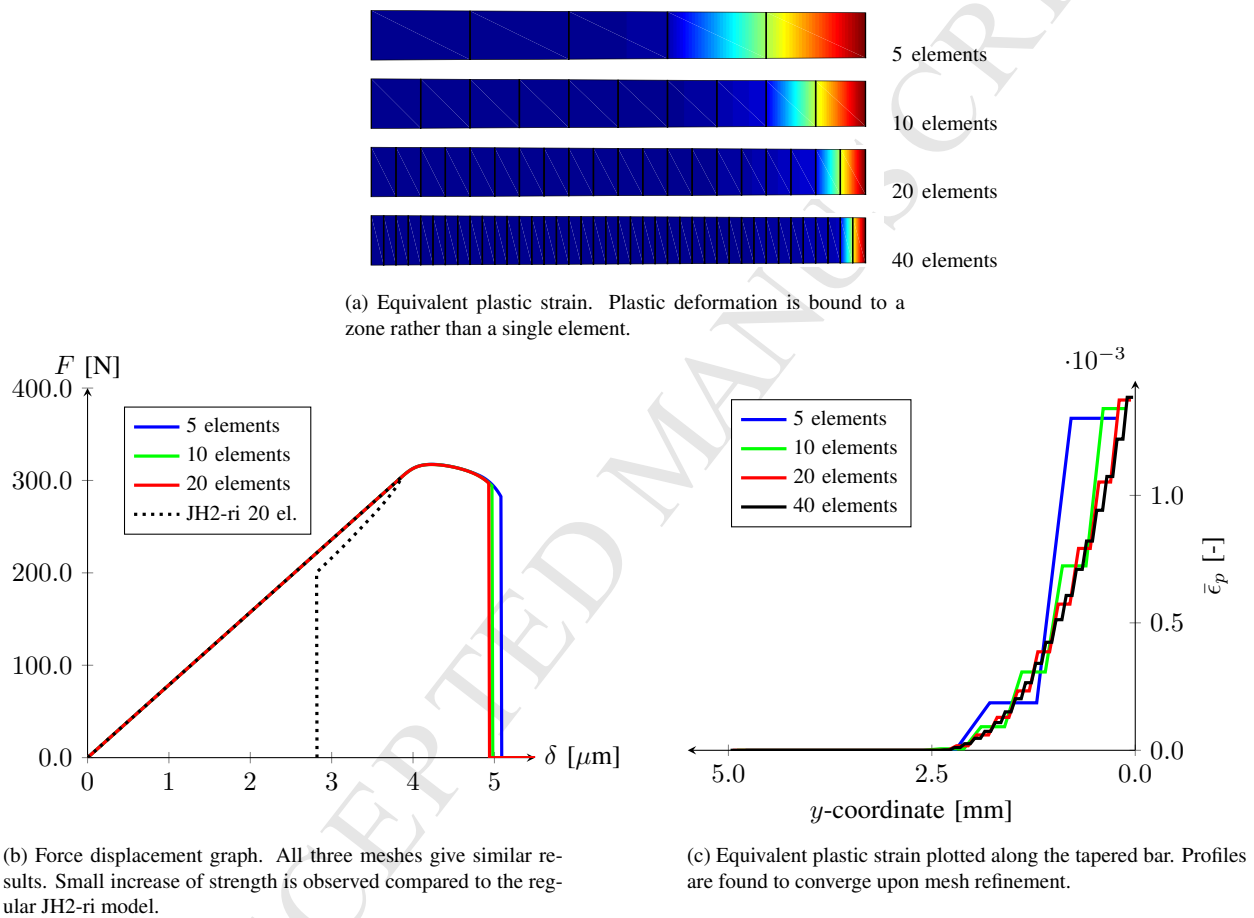 5 elements
10 elements
20 elements
40 elements
(a) Equivalent plastic strain. Plastic deformation is bound to a
zone rather than a single element.
F [N]
400.0
300.0
200.0
100.0
0.0
0
1
2
3
4
5
δ [μm]
5 elements
10 elements
20 elements
JH2-ri 20 el.
(b) Force displacement graph. All three meshes give similar re-
sults. Small increase of strength is observed compared to the reg-
ular JH2-ri model.
·10⁻³
5 elements
10 elements
20 elements
40 elements
1.0
0.5
0.0
ϵ̄ₚ [-]
5.0
2.5
0.0
y-coordinate [mm]
(c) Equivalent plastic strain plotted along the tapered bar. Profiles
are found to converge upon mesh refinement.
CEPTED MANUSCRI